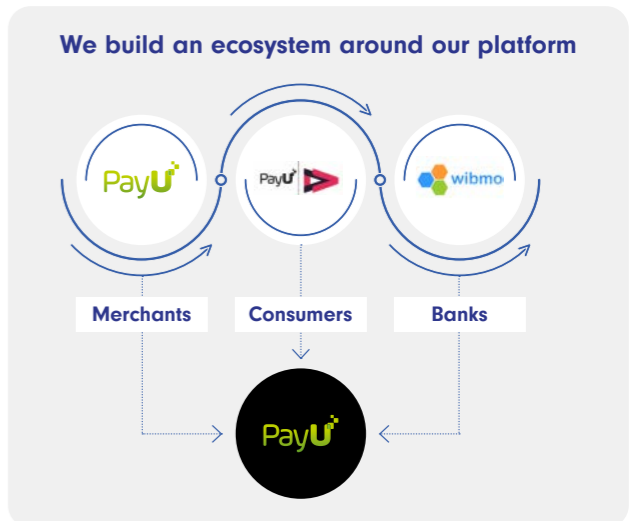 We build an ecosystem around our platform
PayU
PayU
wibmo
Merchants
Consumers
Banks
PayU